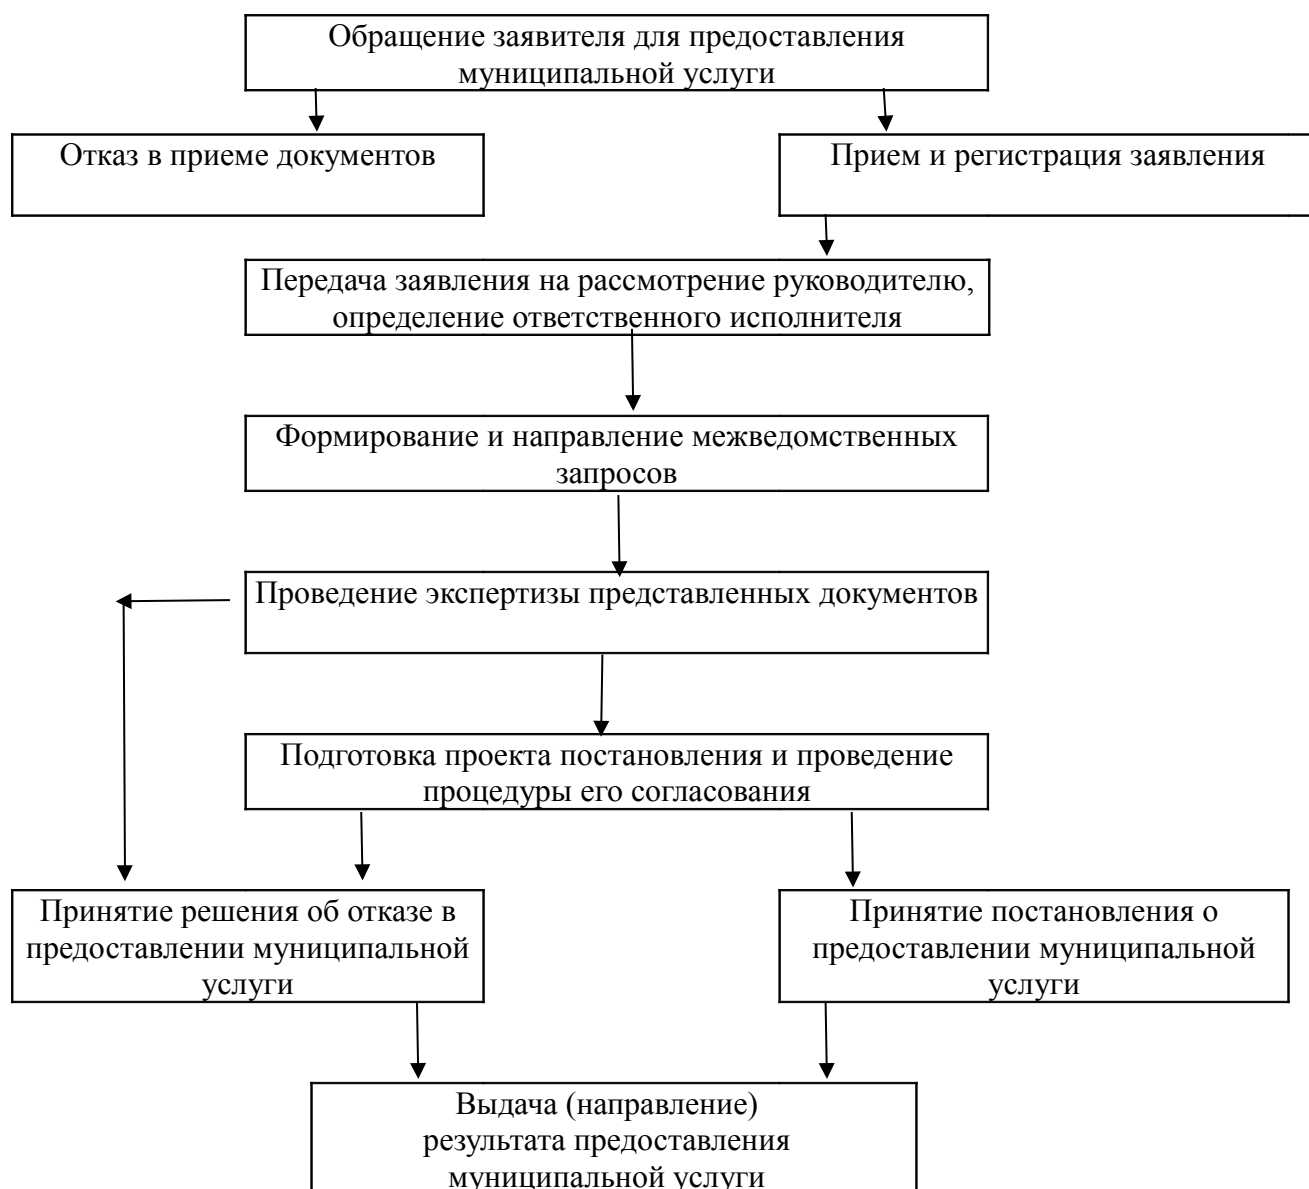 Обращение заявителя для предоставления
муниципальной услуги
Отказ в приеме документов
Прием и регистрация заявления
Передача заявления на рассмотрение руководителю,
определение ответственного исполнителя
Формирование и направление межведомственных
запросов
Проведение экспертизы представленных документов
Подготовка проекта постановления и проведение
процедуры его согласования
Принятие решения об отказе в
предоставлении муниципальной
услуги
Принятие постановления о
предоставлении муниципальной
услуги
Выдача (направление)
результата предоставления
муниципальной услуги